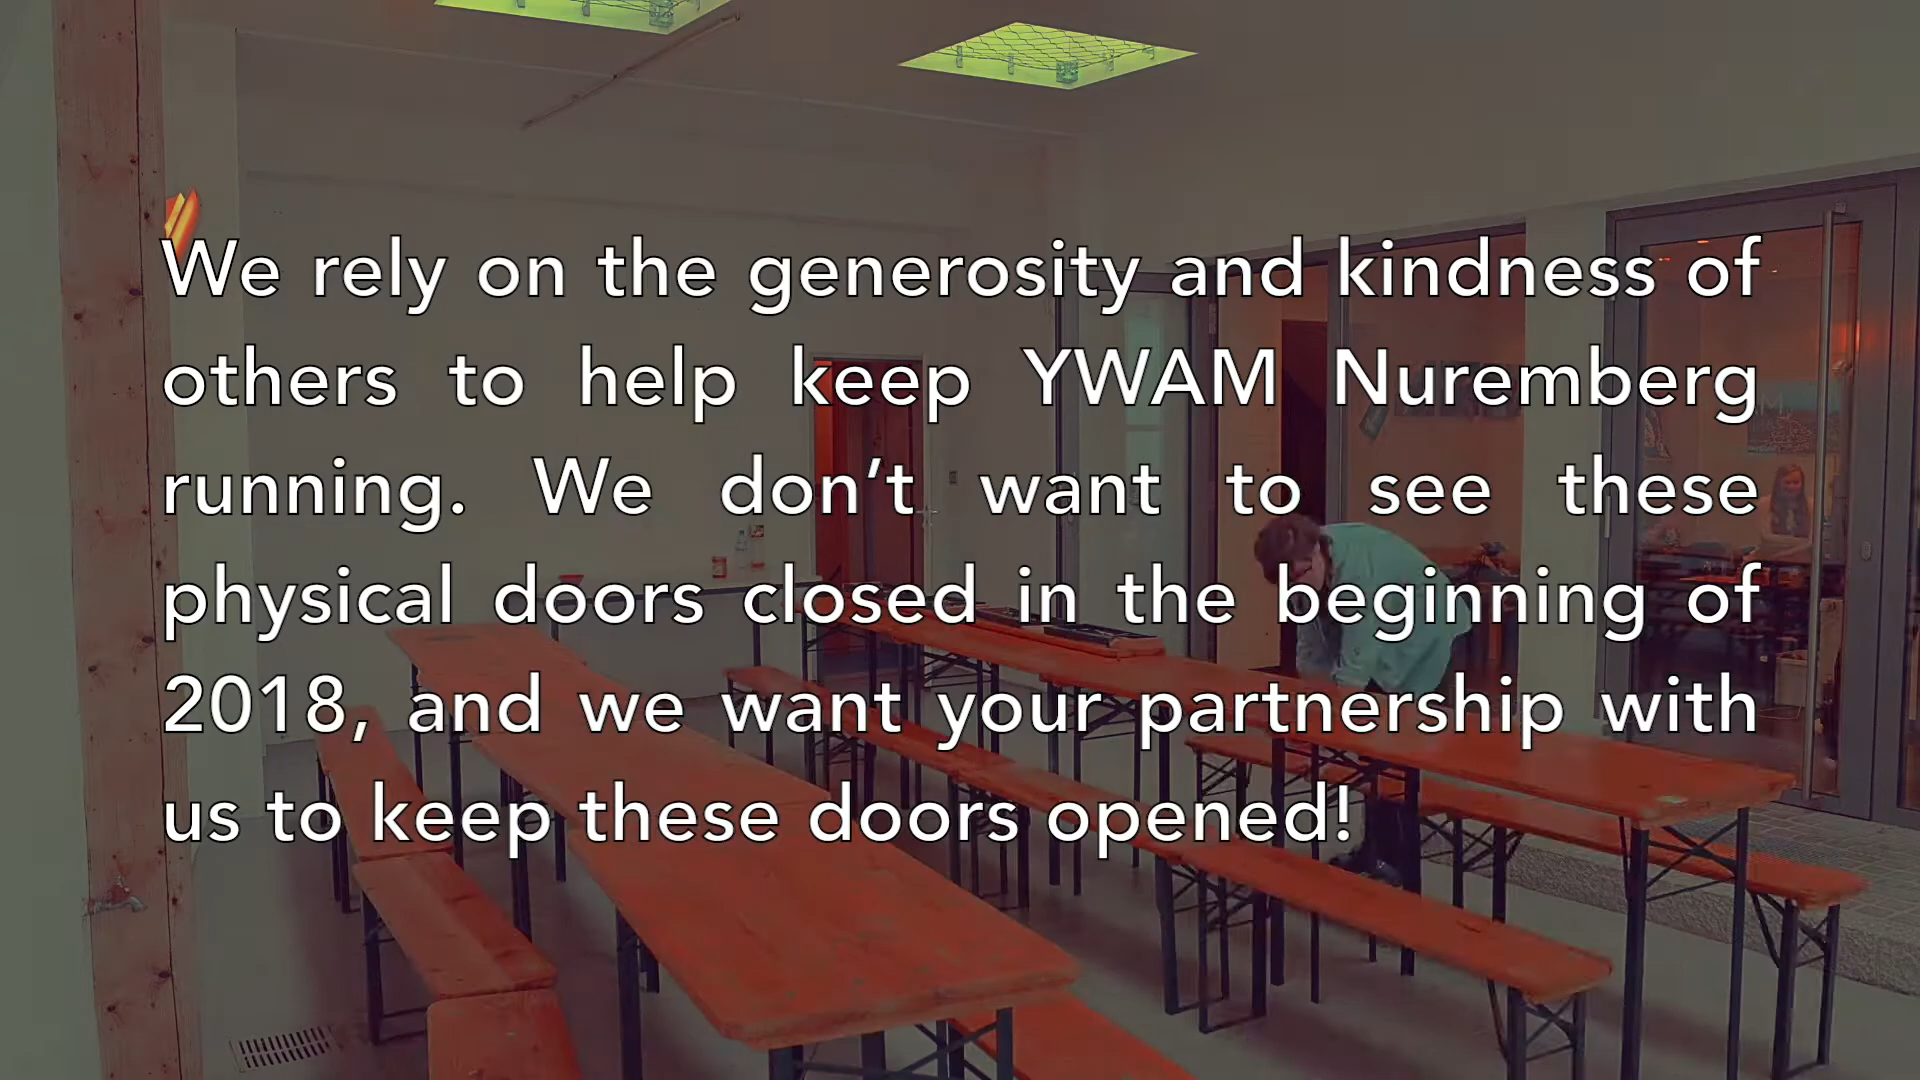 We rely on the generosity and kindness of
others to help keep YWAM Nuremberg
running. We don’t want to see these
physical doors closed in the beginning of
2018, and we want your partnership with
us to keep these doors opened!